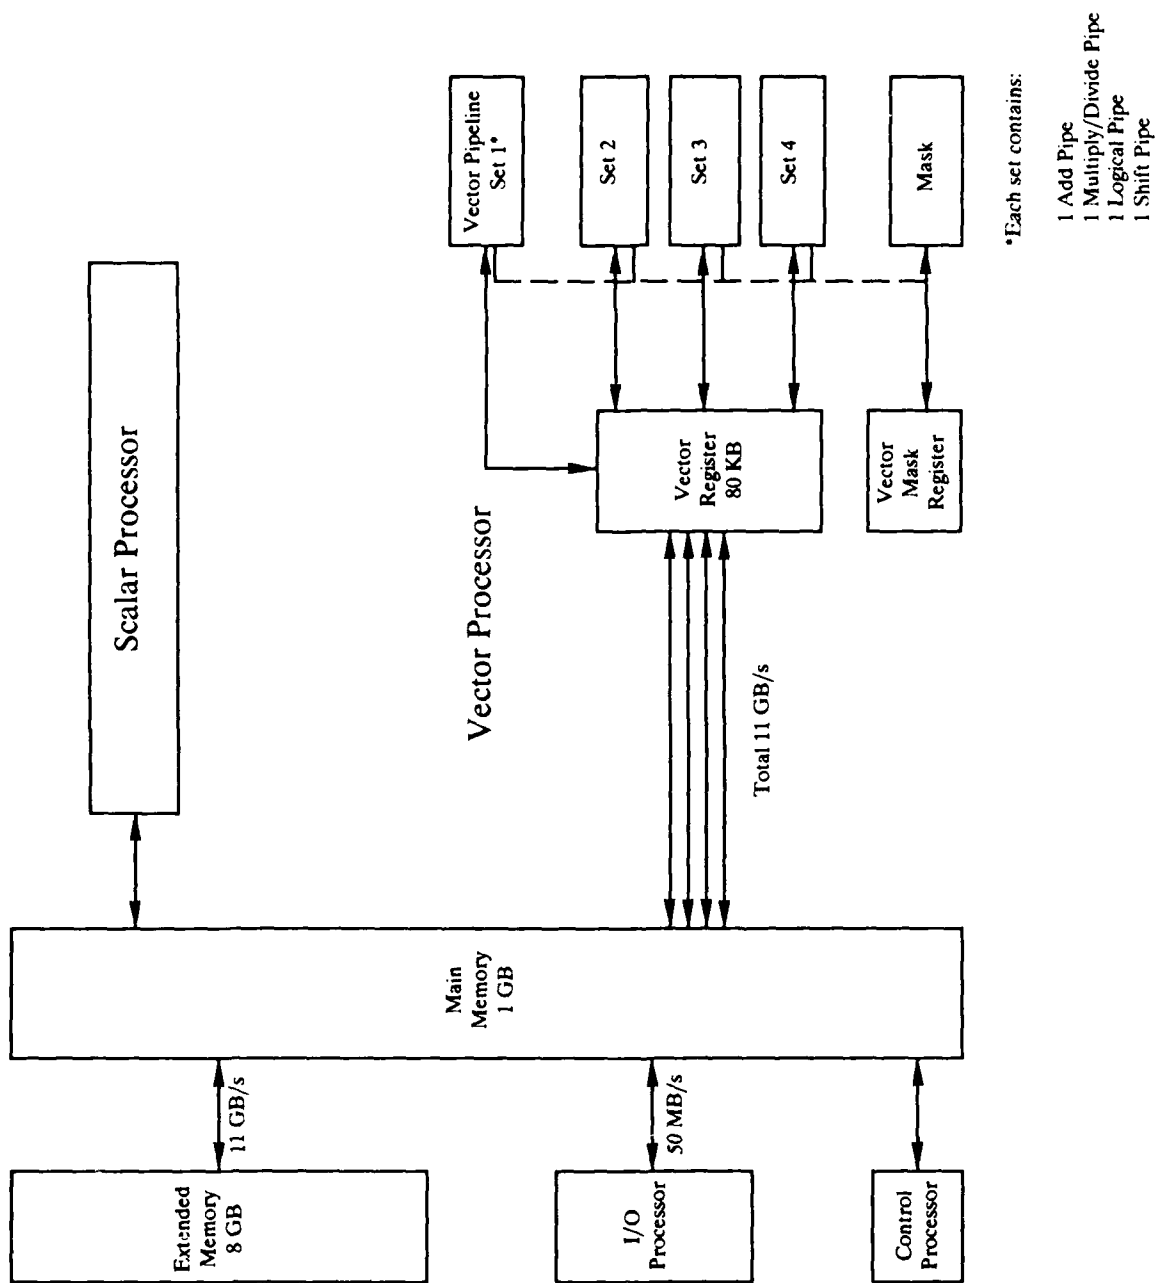 Extended
Memory
8 GB
11 GB/s
I/O
Processor
50 MB/s
Control
Processor
Main
Memory
1 GB
Scalar Processor
Vector Processor
Total 11 GB/s
Vector
Register
80 KB
Vector
Mask
Register
Vector Pipeline
Set 1*
Set 2
Set 3
Set 4
Mask
*Each set contains:
1 Add Pipe
1 Multiply/Divide Pipe
1 Logical Pipe
1 Shift Pipe